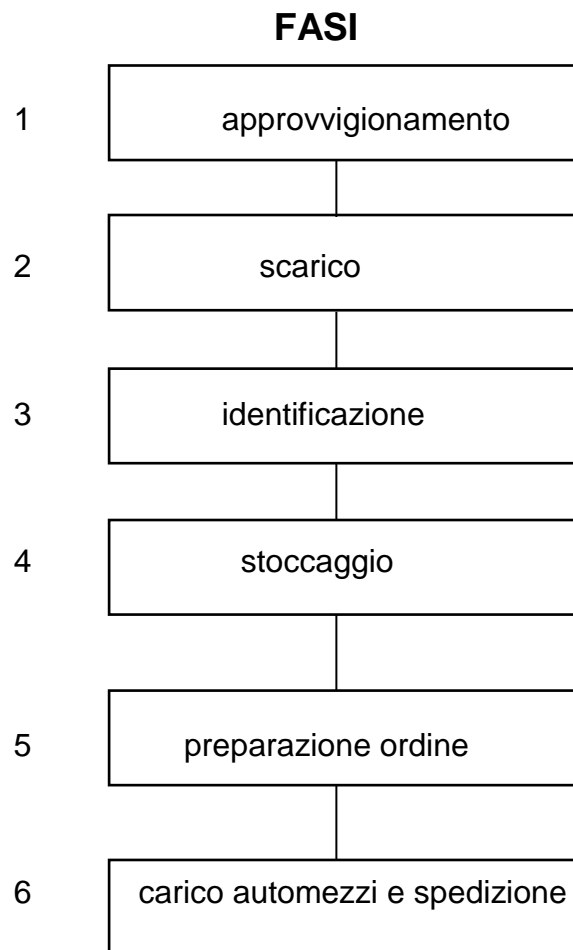 FASI
1 approvvigionamento
2 scarico
3 identificazione
4 stoccaggio
5 preparazione ordine
6 carico automezzi e spedizione